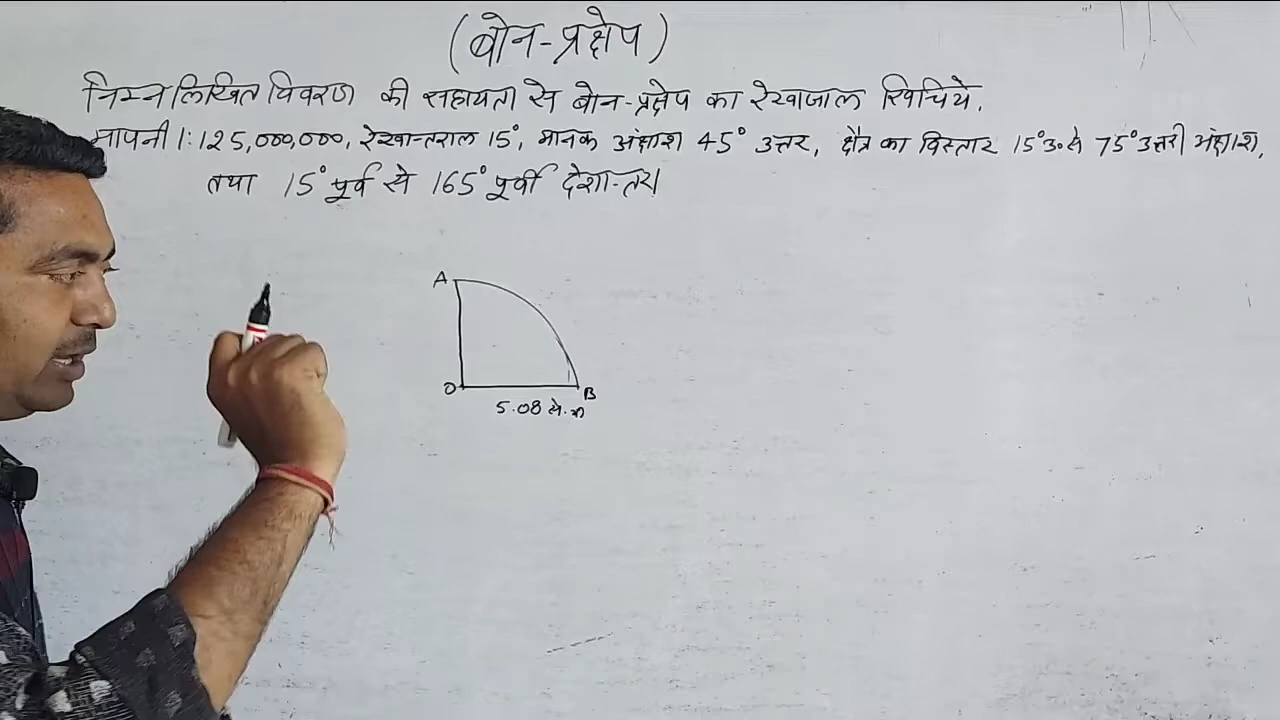 (बोन-प्रक्षेप)
निम्नलिखित विवरण की सहायता से बोन-प्रक्षेप का रेखाजाल खिचिये.
मापनी 1:125,000,000, रेखान्तराल 15°, मानक अंक्षाश 45° उत्तर, क्षेत्र का विस्तार 15°उ० से 75° उत्तरी अंक्षाश,
तथा 15° पूर्व से 165° पूर्वी देशान्तर।
A
O
B
5.08 से.मी